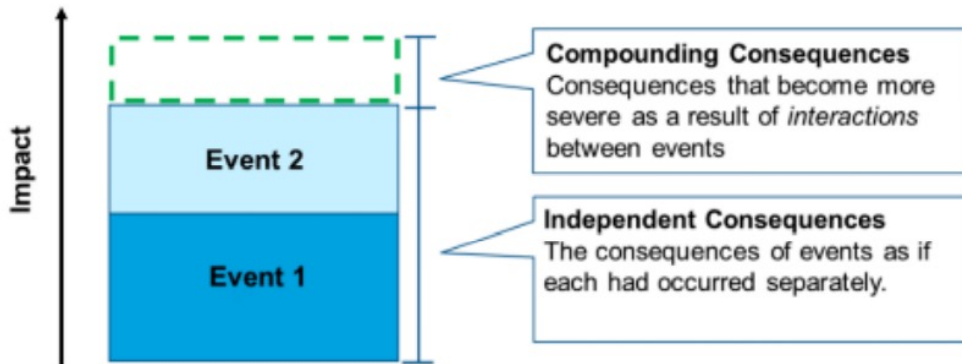 Impact
Event 2
Event 1
Compounding Consequences
Consequences that become more
severe as a result of interactions
between events
Independent Consequences
The consequences of events as if
each had occurred separately.